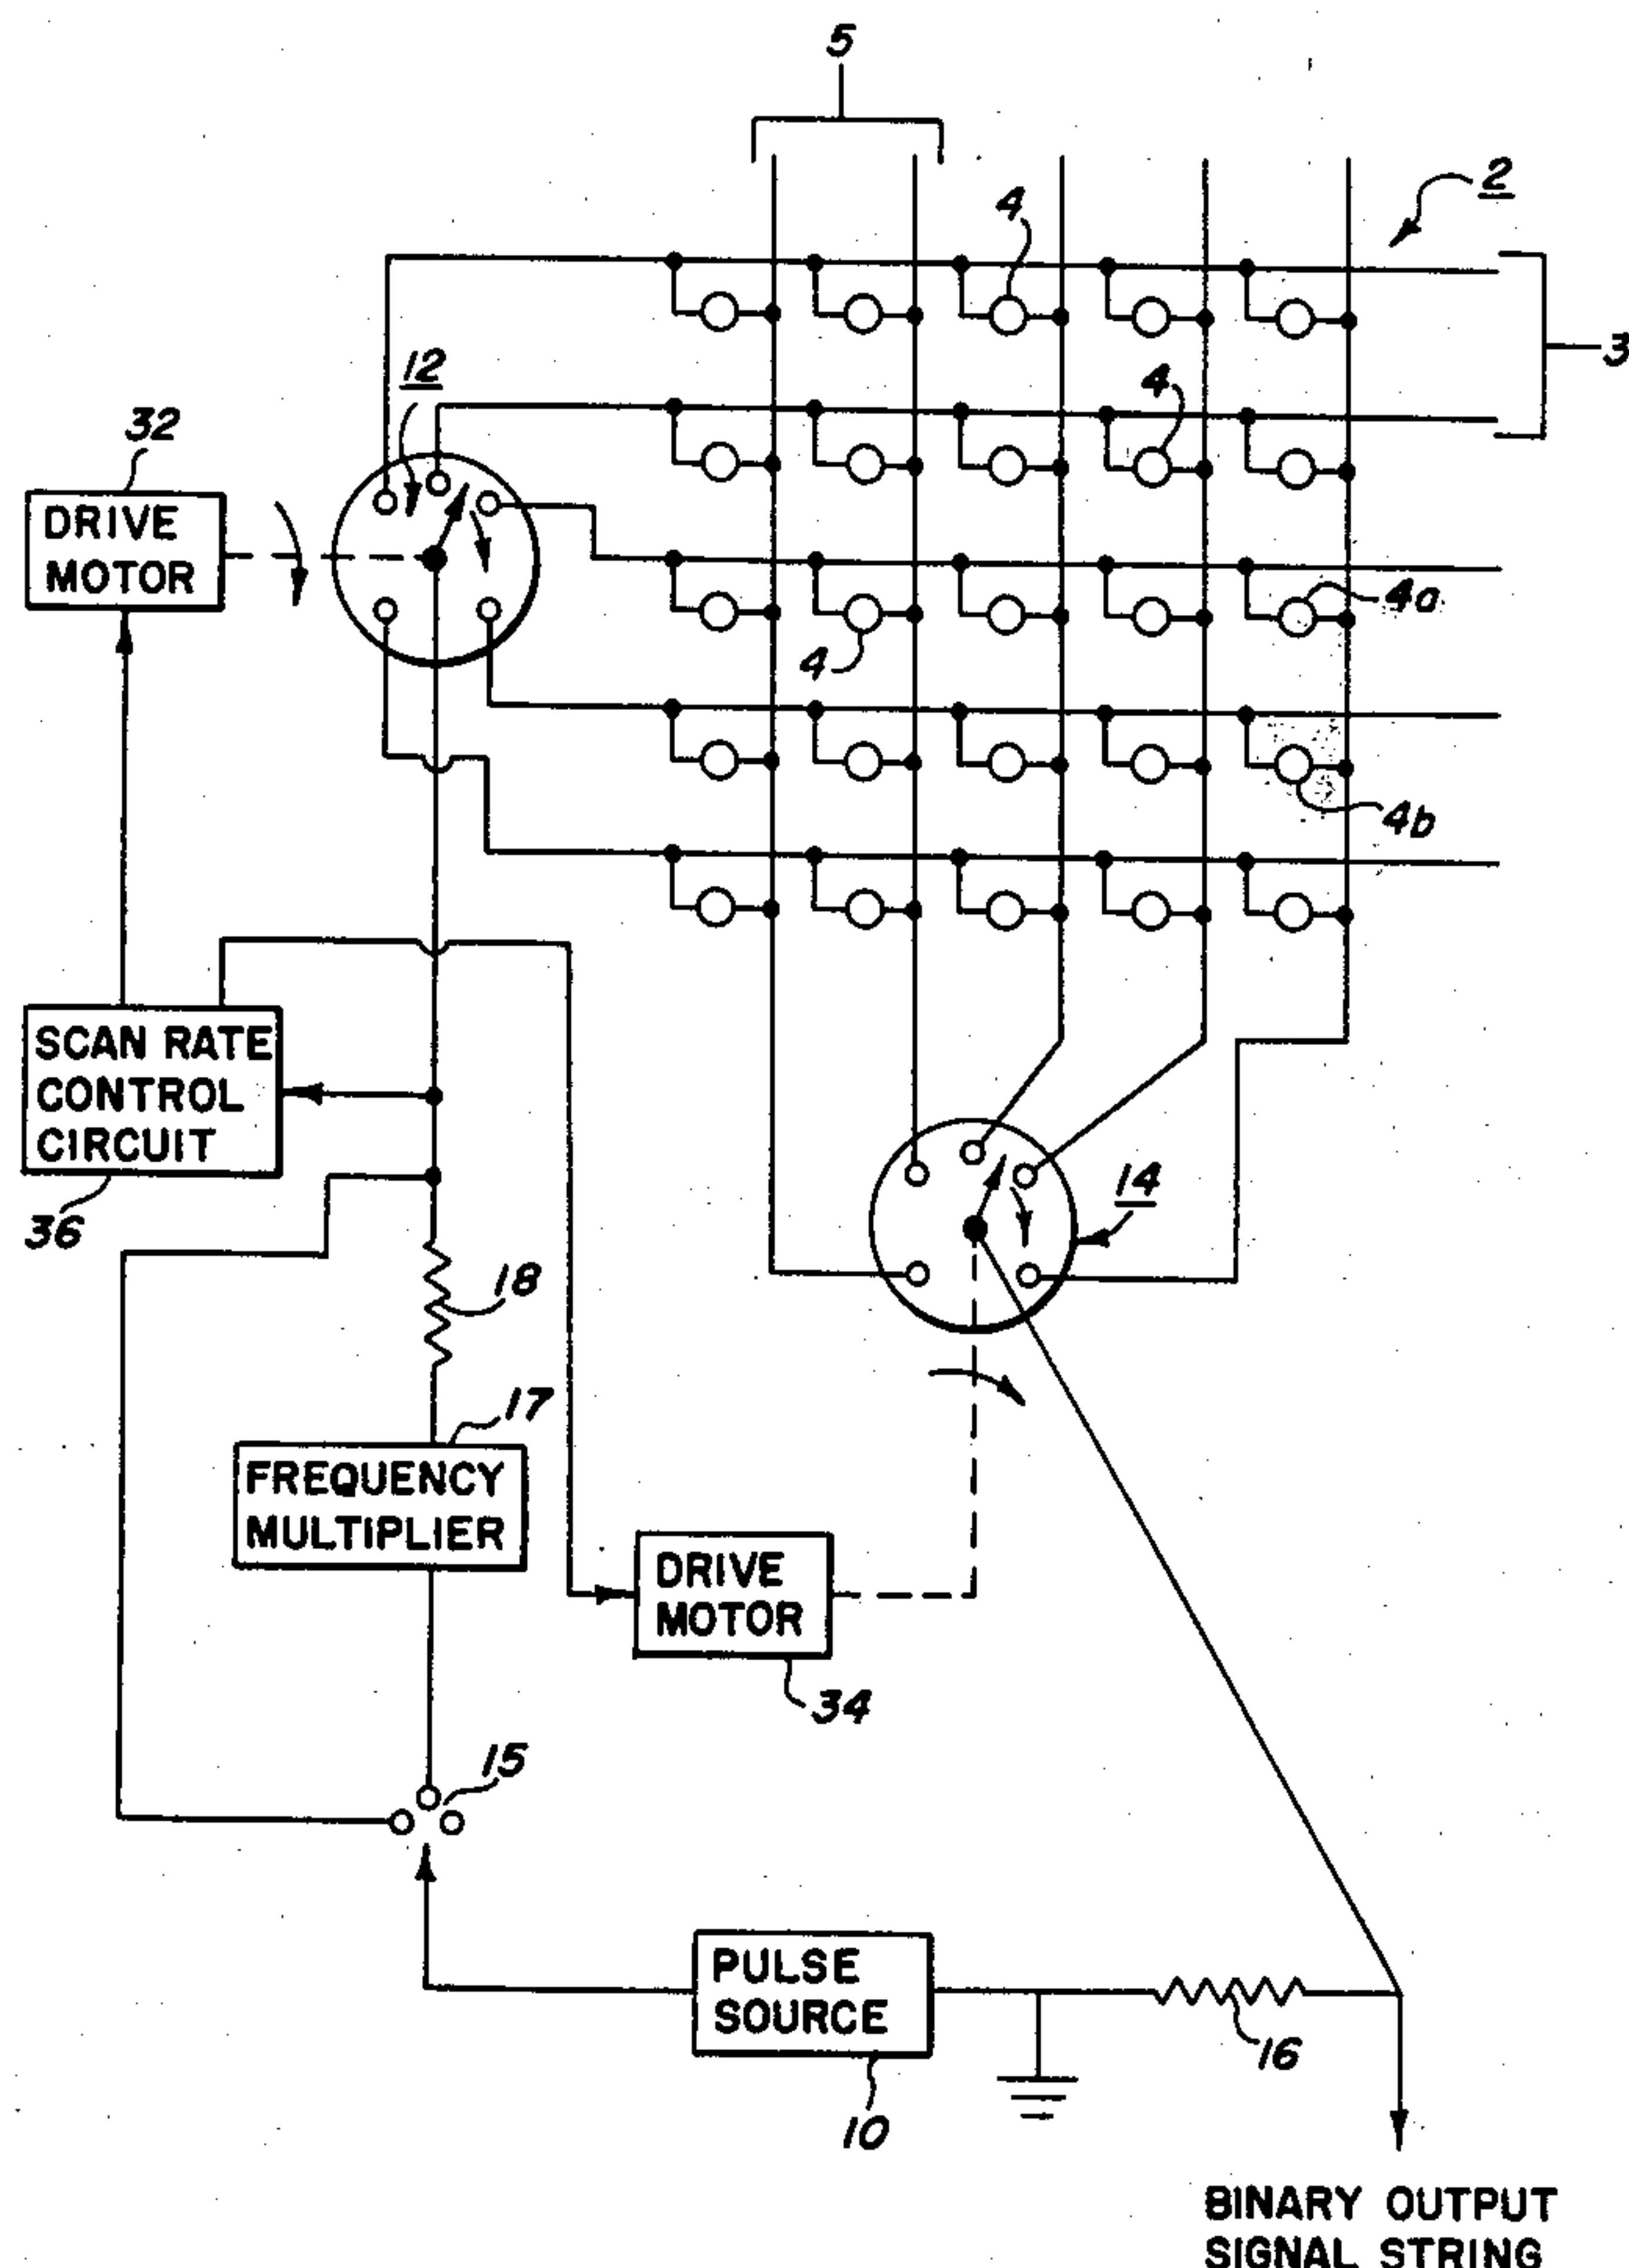 5
2
4
3
12
4
32
DRIVE
MOTOR
4a
4
4b
SCAN RATE
CONTROL
CIRCUIT
36
14
18
17
FREQUENCY
MULTIPLIER
DRIVE
MOTOR
34
15
PULSE
SOURCE
16
10
BINARY OUTPUT
SIGNAL STRING